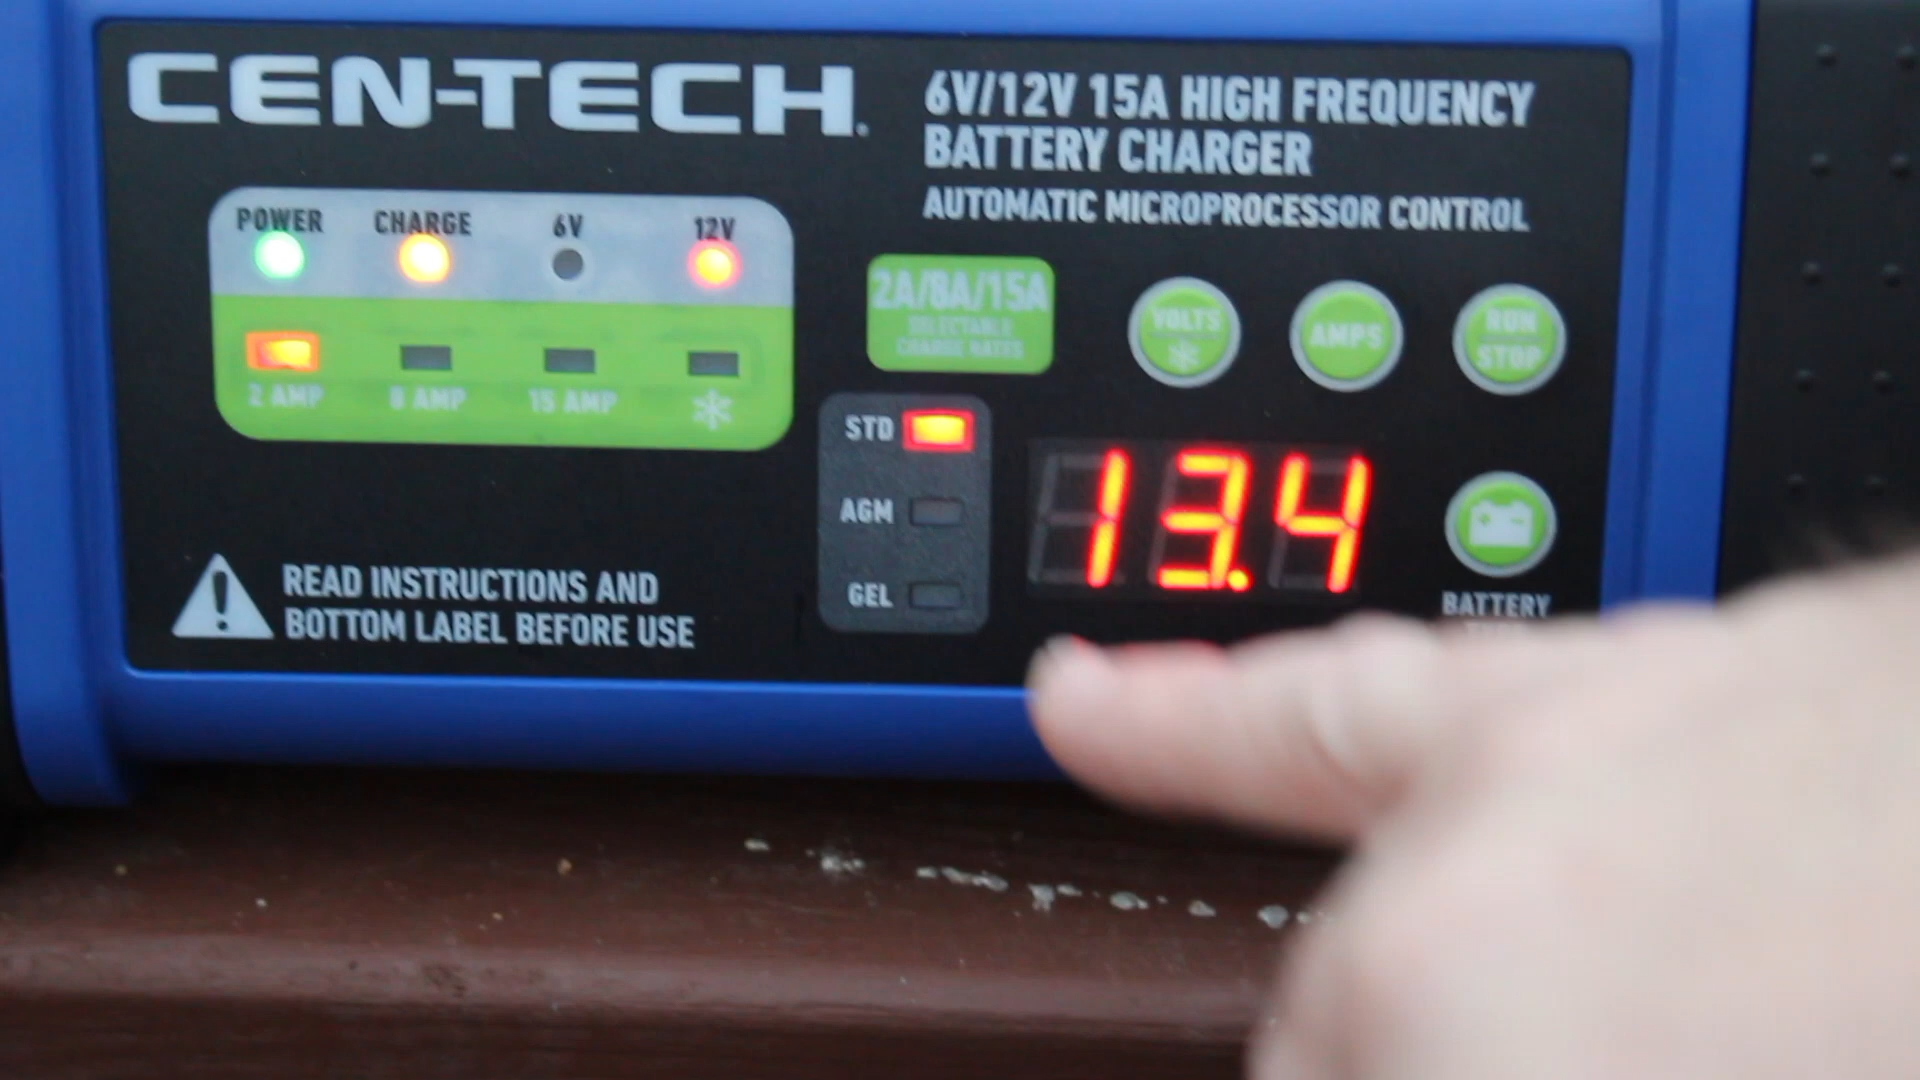 CEN-TECH.
6V/12V 15A HIGH FREQUENCY
BATTERY CHARGER
AUTOMATIC MICROPROCESSOR CONTROL
POWER CHARGE 6V 12V
2 AMP 8 AMP 15 AMP
2A/8A/15A
SELECTABLE
CHARGE RATES
VOLTS
AMPS
RUN
STOP
STD
AGM
GEL
13.4
BATTERY
READ INSTRUCTIONS AND
BOTTOM LABEL BEFORE USE